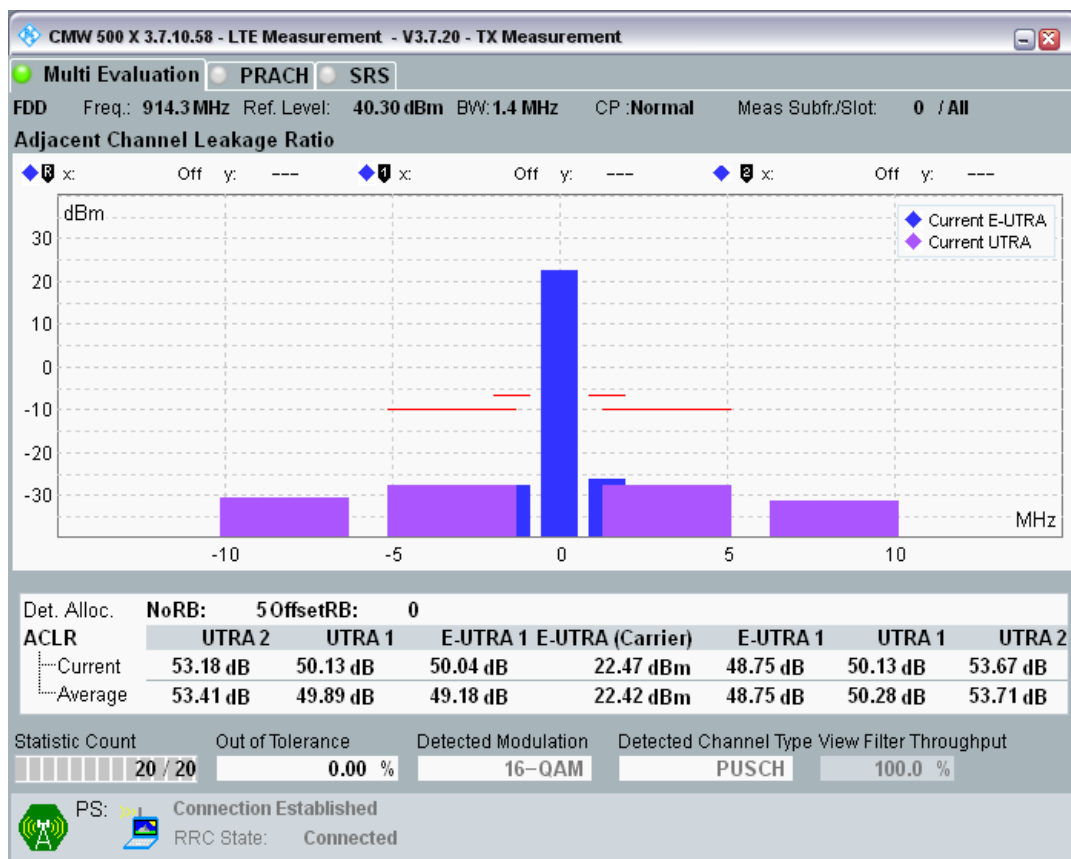 CMW 500 X 3.7.10.58 - LTE Measurement - V3.7.20 - TX Measurement
Multi Evaluation PRACH SRS
FDD Freq.: 914.3 MHz Ref. Level: 40.30 dBm BW: 1.4 MHz CP :Normal Meas Subfr./Slot: 0 / All
Adjacent Channel Leakage Ratio
R x: Off y: --- 1 x: Off y: --- 2 x: Off y: ---
dBm
Current E-UTRA
Current UTRA
30
20
10
0
-10
-20
-30
MHz
-10 -5 0 5 10
Det. Alloc. NoRB: 5 OffsetRB: 0
ACLR UTRA 2 UTRA 1 E-UTRA 1 E-UTRA (Carrier) E-UTRA 1 UTRA 1 UTRA 2
Current 53.18 dB 50.13 dB 50.04 dB 22.47 dBm 48.75 dB 50.13 dB 53.67 dB
Average 53.41 dB 49.89 dB 49.18 dB 22.42 dBm 48.75 dB 50.28 dB 53.71 dB
Statistic Count Out of Tolerance Detected Modulation Detected Channel Type View Filter Throughput
20 / 20 0.00 % 16-QAM PUSCH 100.0 %
PS: Connection Established
RRC State: Connected